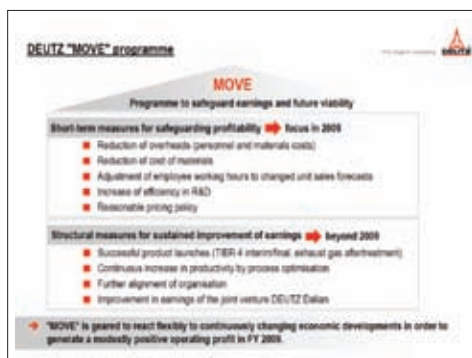 DEUTZ "MOVE" programme
The engine company.
DEUTZ
MOVE
Programme to safeguard earnings and future viability
Short-term measures for safeguarding profitability focus in 2009
Reduction of overheads (personnel and materials costs)
Reduction of cost of materials
Adjustment of employee working hours to changed unit sales forecasts
Increase of efficiency in R&D
Reasonable pricing policy
Structural measures for sustained improvement of earnings beyond 2009
Successful product launches (TIER 4 interim/final, exhaust gas aftertreatment)
Continuous increase in productivity by process optimisation
Further alignment of organisation
Improvement in earnings of the joint venture DEUTZ Dalian
"MOVE" is geared to react flexibly to continuously changing economic developments in order to
generate a modestly positive operating profit in FY 2009.